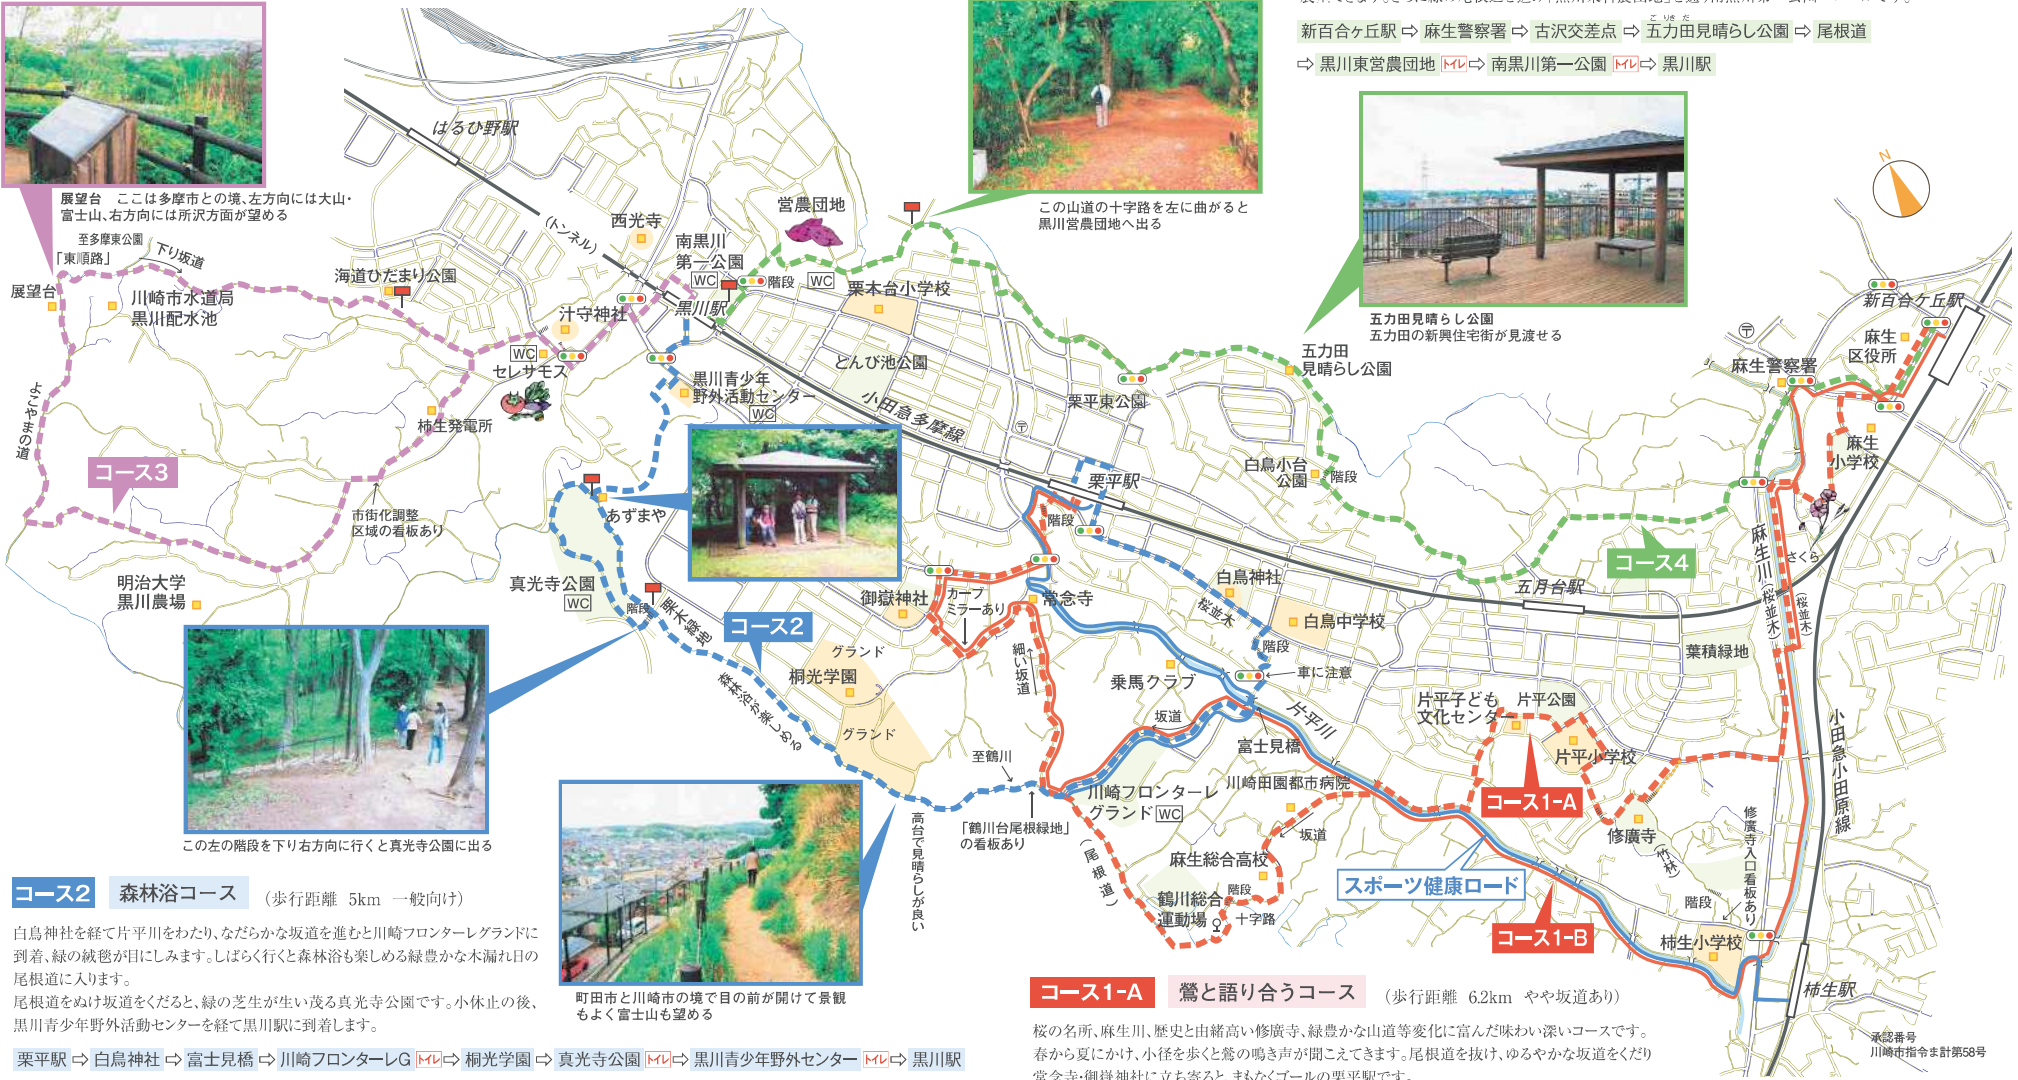 新百合ヶ丘駅⇨麻生警察署⇨古沢交差点⇨五力田見晴らし公園⇨尾根道
ごりきだ
⇨黒川東営農団地 トイレ⇨南黒川第一公園 トイレ⇨黒川駅
展望台 ここは多摩市との境、左方向には大山・
富士山、右方向には所沢方面が望める
この山道の十字路を左に曲がると
黒川営農団地へ出る
五力田見晴らし公園
五力田の新興住宅街が見渡せる
N
はるひ野駅
(トンネル)
西光寺
営農団地
南黒川
第一公園
WC
階段
WC
栗木台小学校
至多摩東公園
「東順路」
下り坂道
展望台
川崎市水道局
黒川配水池
海道ひだまり公園
汁守神社
黒川駅
WC
セレサモス
柿生発電所
よこやまの道
コース3
市街化調整
区域の看板あり
明治大学
黒川農場
黒川青少年
野外活動センター
WC
とんび池公園
小田急多摩線
栗平東公園
五力田
見晴らし公園
白鳥小台
公園
階段
新百合ケ丘駅
麻生
区役所
麻生警察署
麻生
小学校
麻生川
(桜並木)
さくら
(桜並木)
コース4
五月台駅
栗平駅
階段
あずまや
真光寺公園
WC
階段
栗木緑地
コース2
御嶽神社
カーブ
ミラーあり
常念寺
白鳥神社
桜並木
白鳥中学校
階段
車に注意
葉積緑地
グランド
桐光学園
グランド
森林浴が楽しめる
細い坂道
乗馬クラブ
坂道
富士見橋
片平川
片平子ども
文化センター
片平公園
片平小学校
コース1-A
小田急小田原線
至鶴川
川崎フロンターレ
グランド WC
川崎田園都市病院
坂道
「鶴川台尾根緑地」
の看板あり
(尾根道)
高台で見晴らしが良い
麻生総合高校
階段
鶴川総合
運動場
十字路
スポーツ健康ロード
コース1-B
修廣寺
(竹林)
修廣寺入口看板あり
階段
柿生小学校
柿生駅
この左の階段を下り右方向に行くと真光寺公園に出る
町田市と川崎市の境で目の前が開けて景観
もよく富士山も望める
コース2 森林浴コース (歩行距離 5km 一般向け)
白鳥神社を経て片平川をわたり、なだらかな坂道を進むと川崎フロンターレグランドに
到着、緑の絨毯が目にしみます。しばらく行くと森林浴も楽しめる緑豊かな木漏れ日の
尾根道に入ります。
尾根道をぬけ坂道をくだると、緑の芝生が生い茂る真光寺公園です。小休止の後、
黒川青少年野外活動センターを経て黒川駅に到着します。
栗平駅⇨白鳥神社⇨富士見橋⇨川崎フロンターレG トイレ⇨桐光学園⇨真光寺公園 トイレ⇨黒川青少年野外センター トイレ⇨黒川駅
コース1-A 鶯と語り合うコース (歩行距離 6.2km やや坂道あり)
桜の名所、麻生川、歴史と由緒高い修廣寺、緑豊かな山道等変化に富んだ味わい深いコースです。
春から夏にかけ、小径を歩くと鶯の鳴き声が聞こえてきます。尾根道を抜け、ゆるやかな坂道をくだり
常念寺・御嶽神社に立ち寄ると、まもなくゴールの栗平駅です。
承認番号
川崎市指令ま計第58号